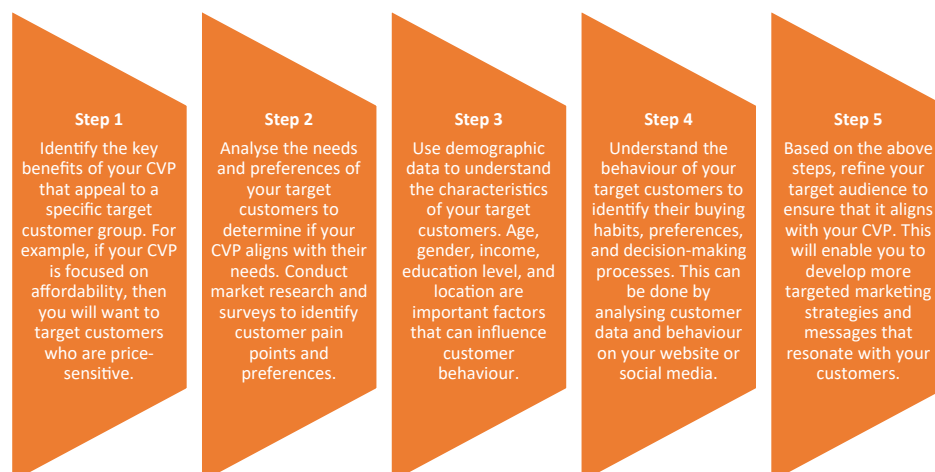 Step 1
Identify the key
benefits of your CVP
that appeal to a
specific target
customer group. For
example, if your CVP
is focused on
affordability, then
you will want to
target customers
who are price-
sensitive.
Step 2
Analyse the needs
and preferences of
your target
customers to
determine if your
CVP aligns with their
needs. Conduct
market research and
surveys to identify
customer pain
points and
preferences.
Step 3
Use demographic
data to understand
the characteristics
of your target
customers. Age,
gender, income,
education level, and
location are
important factors
that can influence
customer
behaviour.
Step 4
Understand the
behaviour of your
target customers to
identify their buying
habits, preferences,
and decision-making
processes. This can
be done by
analysing customer
data and behaviour
on your website or
social media.
Step 5
Based on the above
steps, refine your
target audience to
ensure that it aligns
with your CVP. This
will enable you to
develop more
targeted marketing
strategies and
messages that
resonate with your
customers.